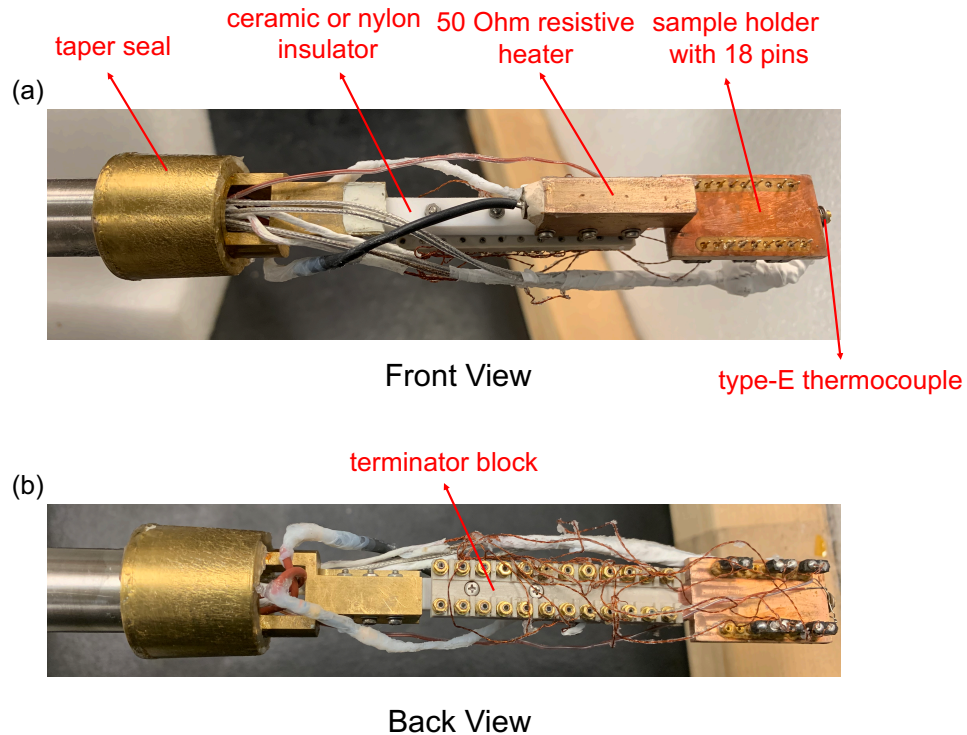 taper seal
ceramic or nylon
insulator
50 Ohm resistive
heater
sample holder
with 18 pins
(a)
Front View
type-E thermocouple
terminator block
(b)
Back View